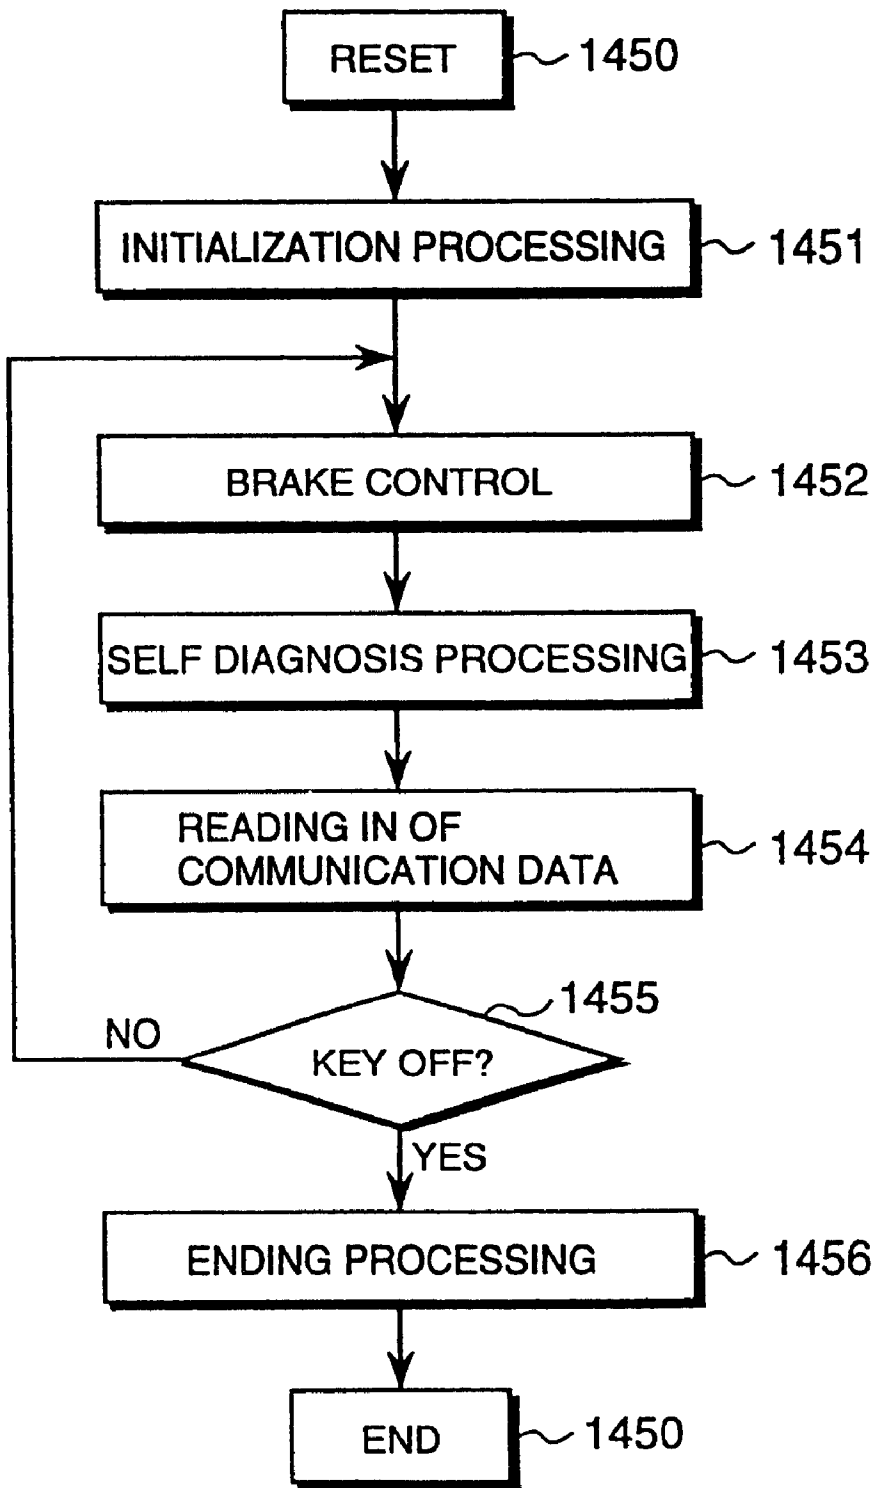 RESET 1450
INITIALIZATION PROCESSING 1451
BRAKE CONTROL 1452
SELF DIAGNOSIS PROCESSING 1453
READING IN OF
COMMUNICATION DATA 1454
1455
NO
KEY OFF?
YES
ENDING PROCESSING 1456
END 1450